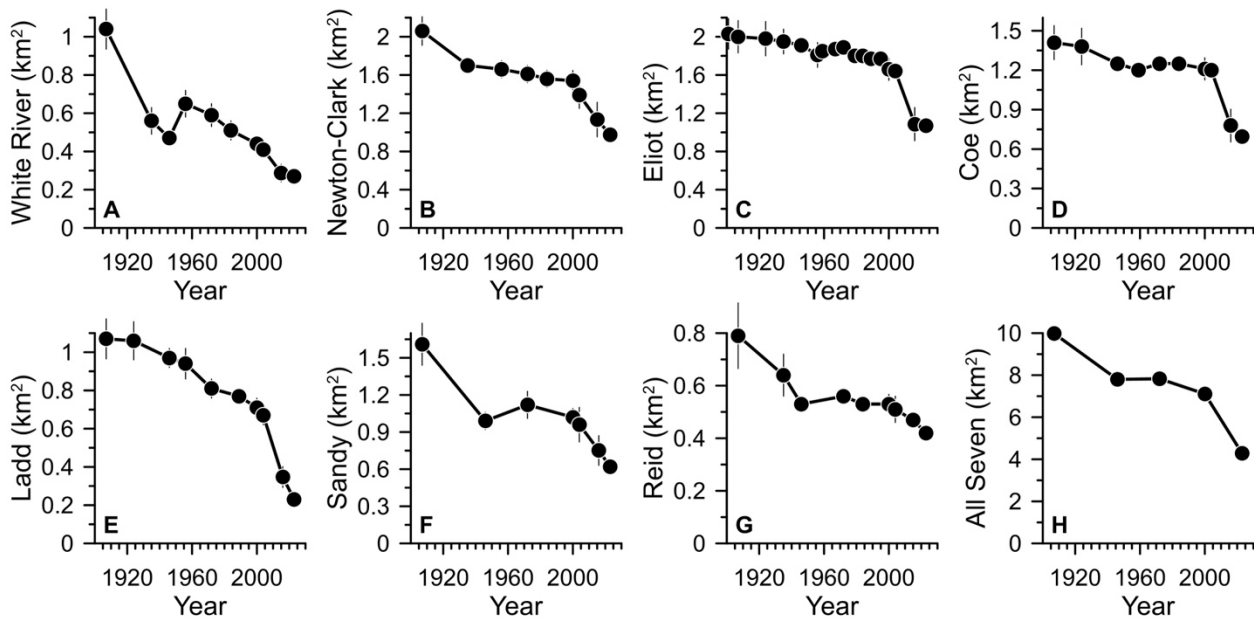 White River (km²)
1
0.8
0.6
0.4
0.2
0
A
1920 1960 2000
Year
Newton-Clark (km²)
2
1.6
1.2
0.8
0.4
0
B
1920 1960 2000
Year
Eliot (km²)
2
1.6
1.2
0.8
0.4
0
C
1920 1960 2000
Year
Coe (km²)
1.5
1.2
0.9
0.6
0.3
0
D
1920 1960 2000
Year
Ladd (km²)
1
0.8
0.6
0.4
0.2
0
E
1920 1960 2000
Year
Sandy (km²)
1.5
1.2
0.9
0.6
0.3
0
F
1920 1960 2000
Year
Reid (km²)
0.8
0.6
0.4
0.2
0
G
1920 1960 2000
Year
All Seven (km²)
10
8
6
4
2
0
H
1920 1960 2000
Year